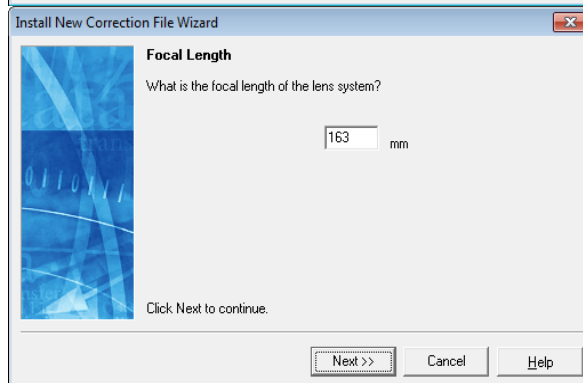 Install New Correction File Wizard
Focal Length
What is the focal length of the lens system?
163 mm
Click Next to continue.
Next >> Cancel Help